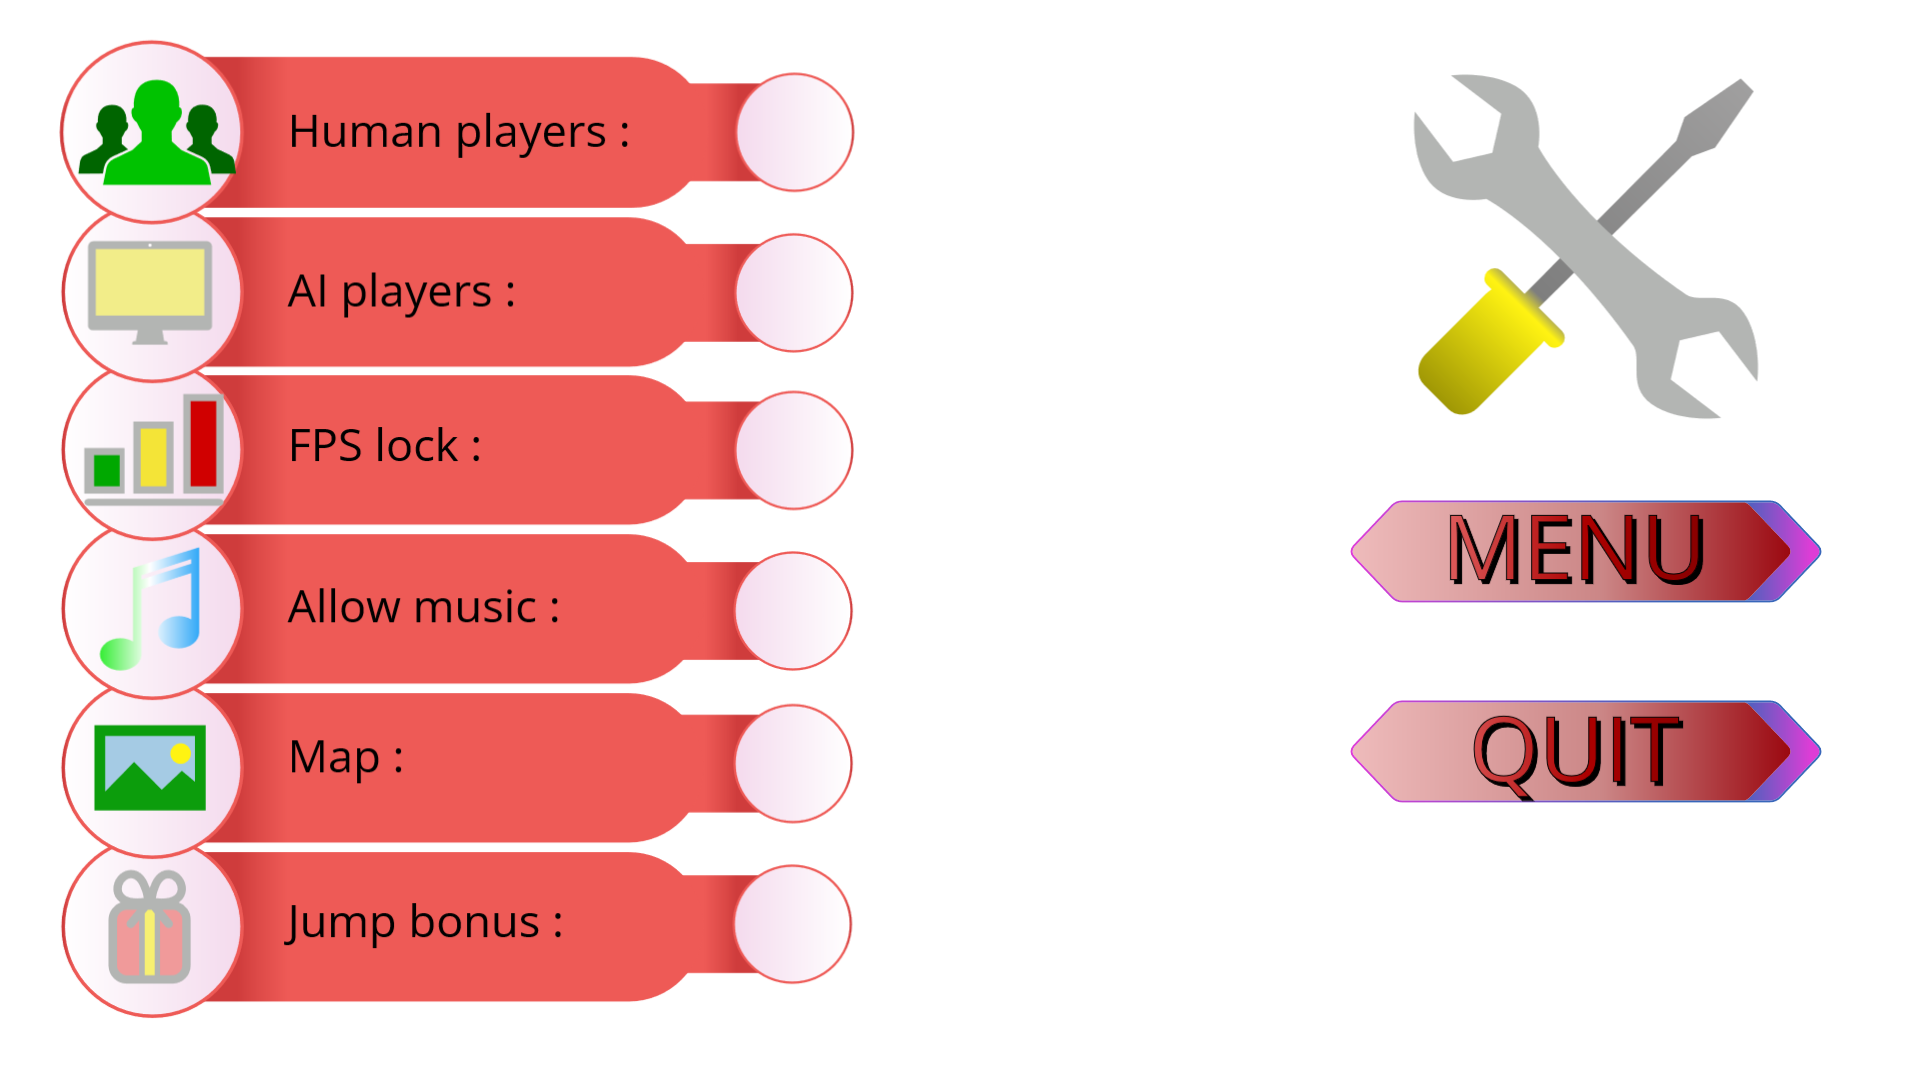 Human players :
AI players :
FPS lock :
Allow music :
Map :
Jump bonus :
MENU
QUIT